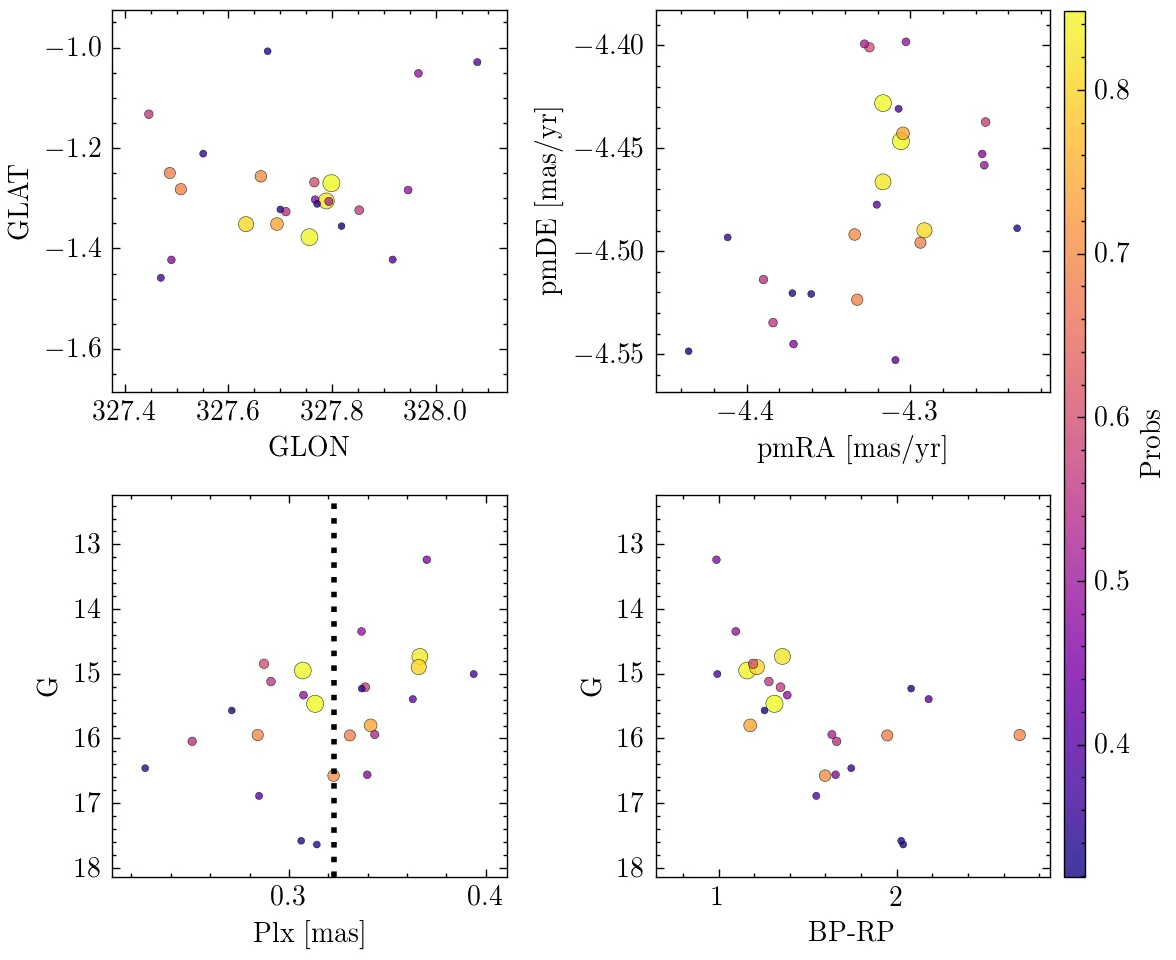 −1.0
−1.2
−1.4
−1.6
GLAT
327.4 327.6 327.8 328.0
GLON
−4.40
−4.45
−4.50
−4.55
pmDE [mas/yr]
−4.4 −4.3
pmRA [mas/yr]
0.8
0.7
0.6
0.5
0.4
Probs
13
14
15
16
17
18
G
0.3 0.4
Plx [mas]
13
14
15
16
17
18
G
1 2
BP-RP